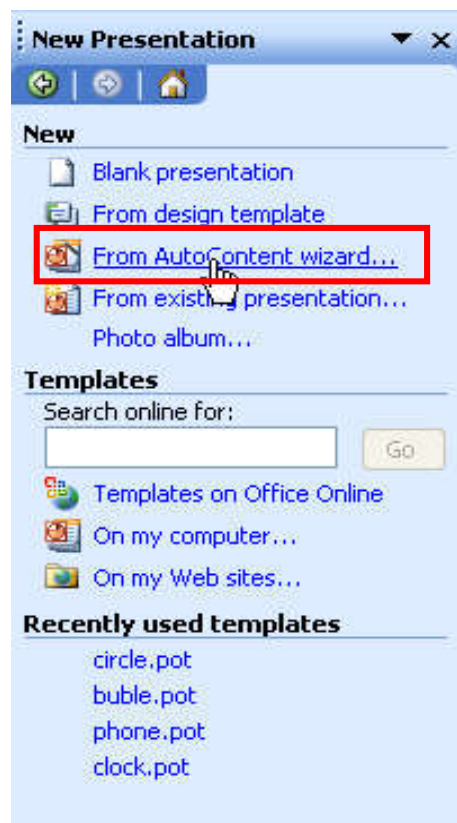 New Presentation
New
Blank presentation
From design template
From AutoContent wizard...
From existing presentation...
Photo album...
Templates
Search online for:
Go
Templates on Office Online
On my computer...
On my Web sites...
Recently used templates
circle.pot
buble.pot
phone.pot
clock.pot